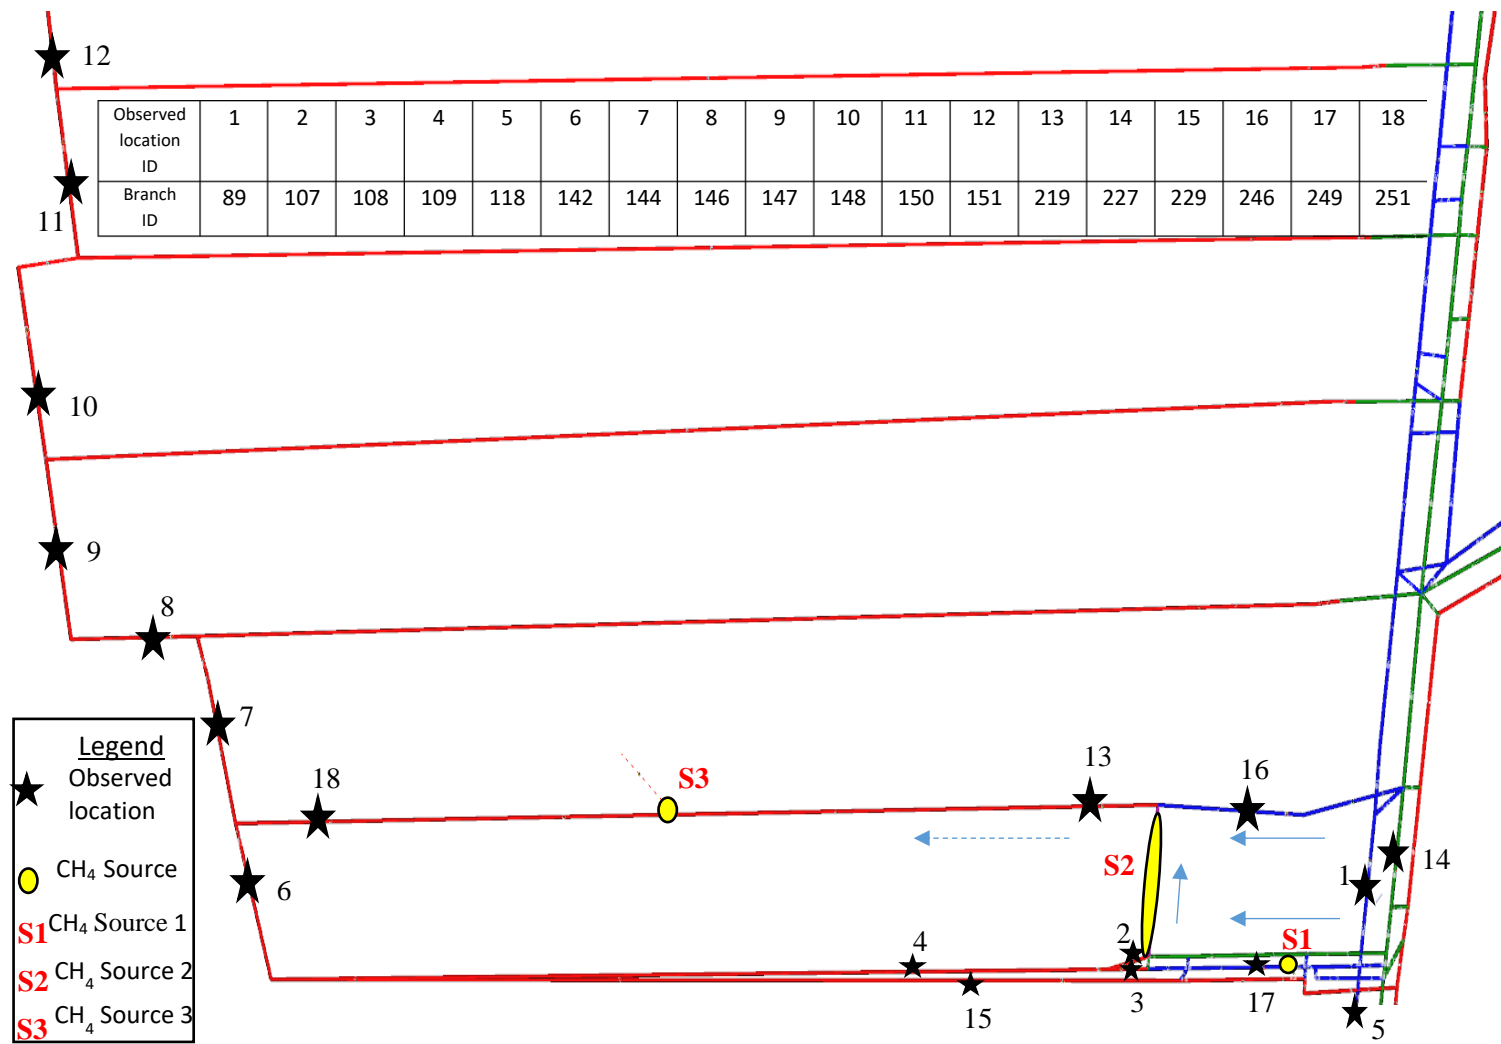 12
Observed location ID 1 2 3 4 5 6 7 8 9 10 11 12 13 14 15 16 17 18
Branch ID 89 107 108 109 118 142 144 146 147 148 150 151 219 227 229 246 249 251
11
10
9
8
7
18
S3
13
16
Legend
Observed
location
CH₄ Source
S1 CH₄ Source 1
S2 CH₄ Source 2
S3 CH₄ Source 3
6
S2
1
14
4
2
S1
15
3
17
5